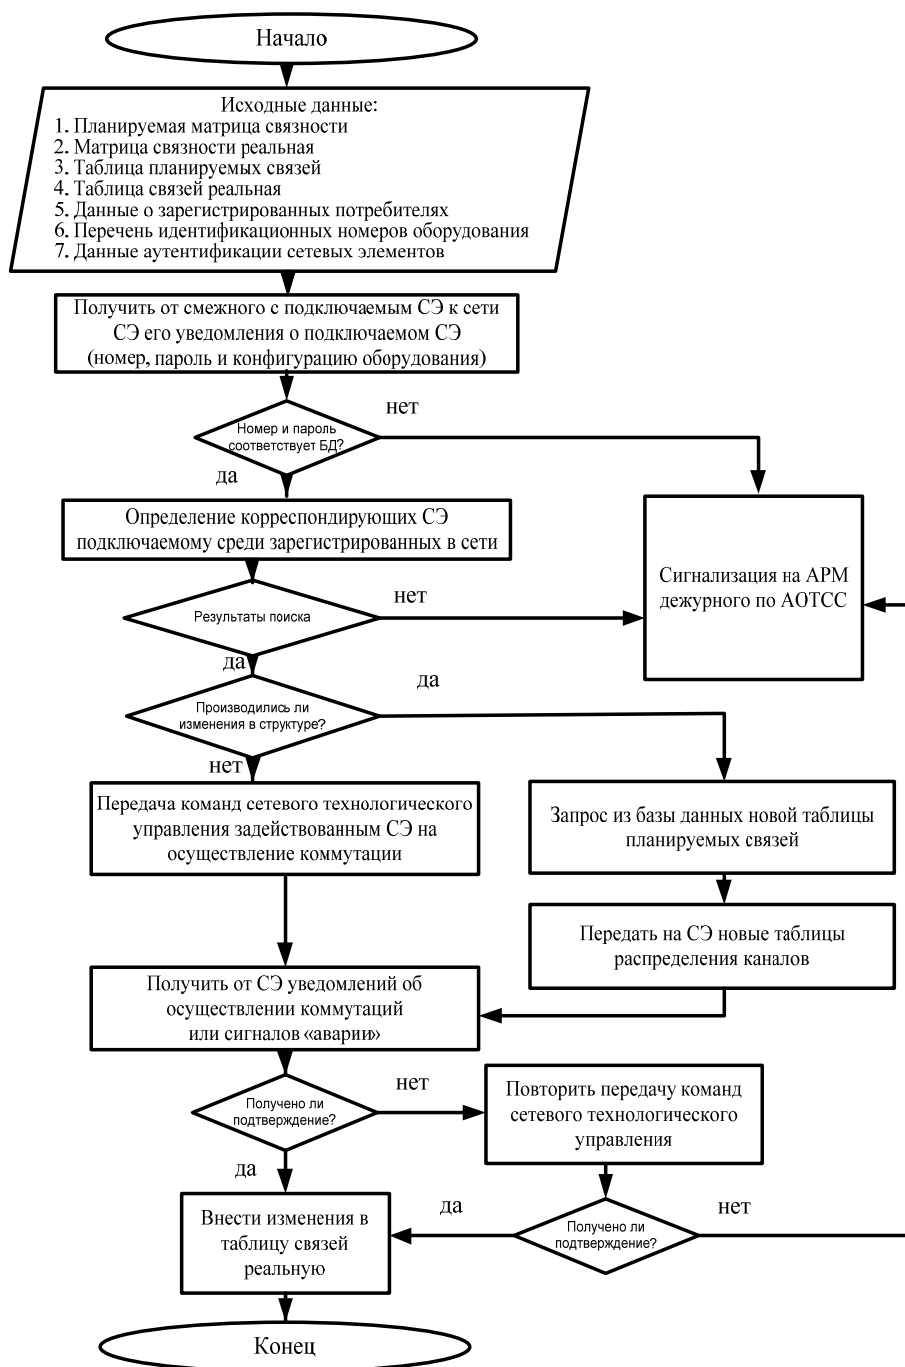 Начало
Исходные данные:
1. Планируемая матрица связности
2. Матрица связности реальная
3. Таблица планируемых связей
4. Таблица связей реальная
5. Данные о зарегистрированных потребителях
6. Перечень идентификационных номеров оборудования
7. Данные аутентификации сетевых элементов
Получить от смежного с подключаемым СЭ к сети
СЭ его уведомления о подключаемом СЭ
(номер, пароль и конфигурацию оборудования)
нет
Номер и пароль
соответствует БД?
да
Определение корреспондирующих СЭ
подключаемому среди зарегистрированных в сети
Сигнализация на АРМ
дежурного по АОТСС
нет
Результаты поиска
да
да
Производились ли
изменения в структуре?
нет
Передача команд сетевого технологического
управления задействованным СЭ на
осуществление коммутации
Запрос из базы данных новой таблицы
планируемых связей
Передать на СЭ новые таблицы
распределения каналов
Получить от СЭ уведомлений об
осуществлении коммутаций
или сигналов «аварии»
нет
Получено ли
подтверждение?
Повторить передачу команд
сетевого технологического
управления
да
Внести изменения в
таблицу связей
реальную
да
Получено ли
подтверждение?
нет
Конец